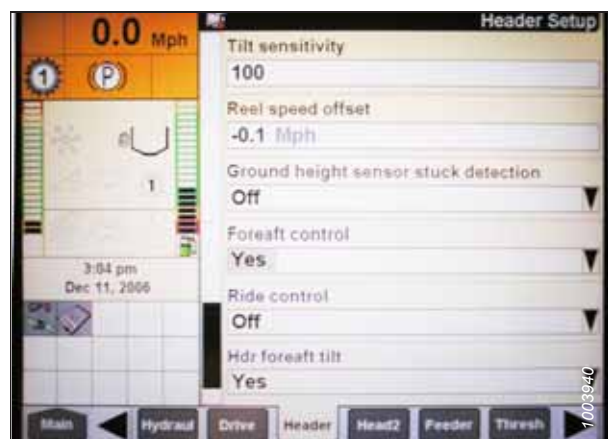 0.0 Mph
Header Setup
Tilt sensitivity
100
1
(P)
Reel speed offset
-0.1 Mph
Ground height sensor stuck detection
Off
1
Foreaft control
Yes
3:04 pm
Dec 11, 2006
Ride control
Off
Hdr foreaft tilt
Yes
1003940
Main
Hydraul
Drive
Header
Head2
Feeder
Thresh